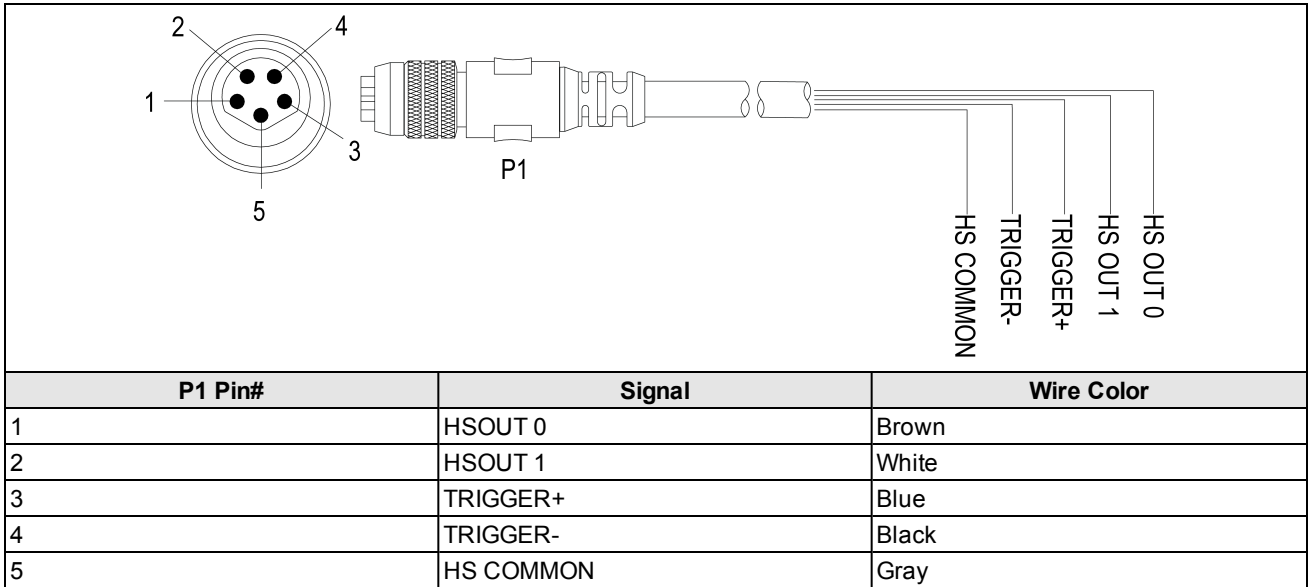 2
4
1
3
5
P1
HS COMMON
TRIGGER-
TRIGGER+
HS OUT 1
HS OUT 0
P1 Pin# Signal Wire Color
1 HSOUT 0 Brown
2 HSOUT 1 White
3 TRIGGER+ Blue
4 TRIGGER- Black
5 HS COMMON Gray